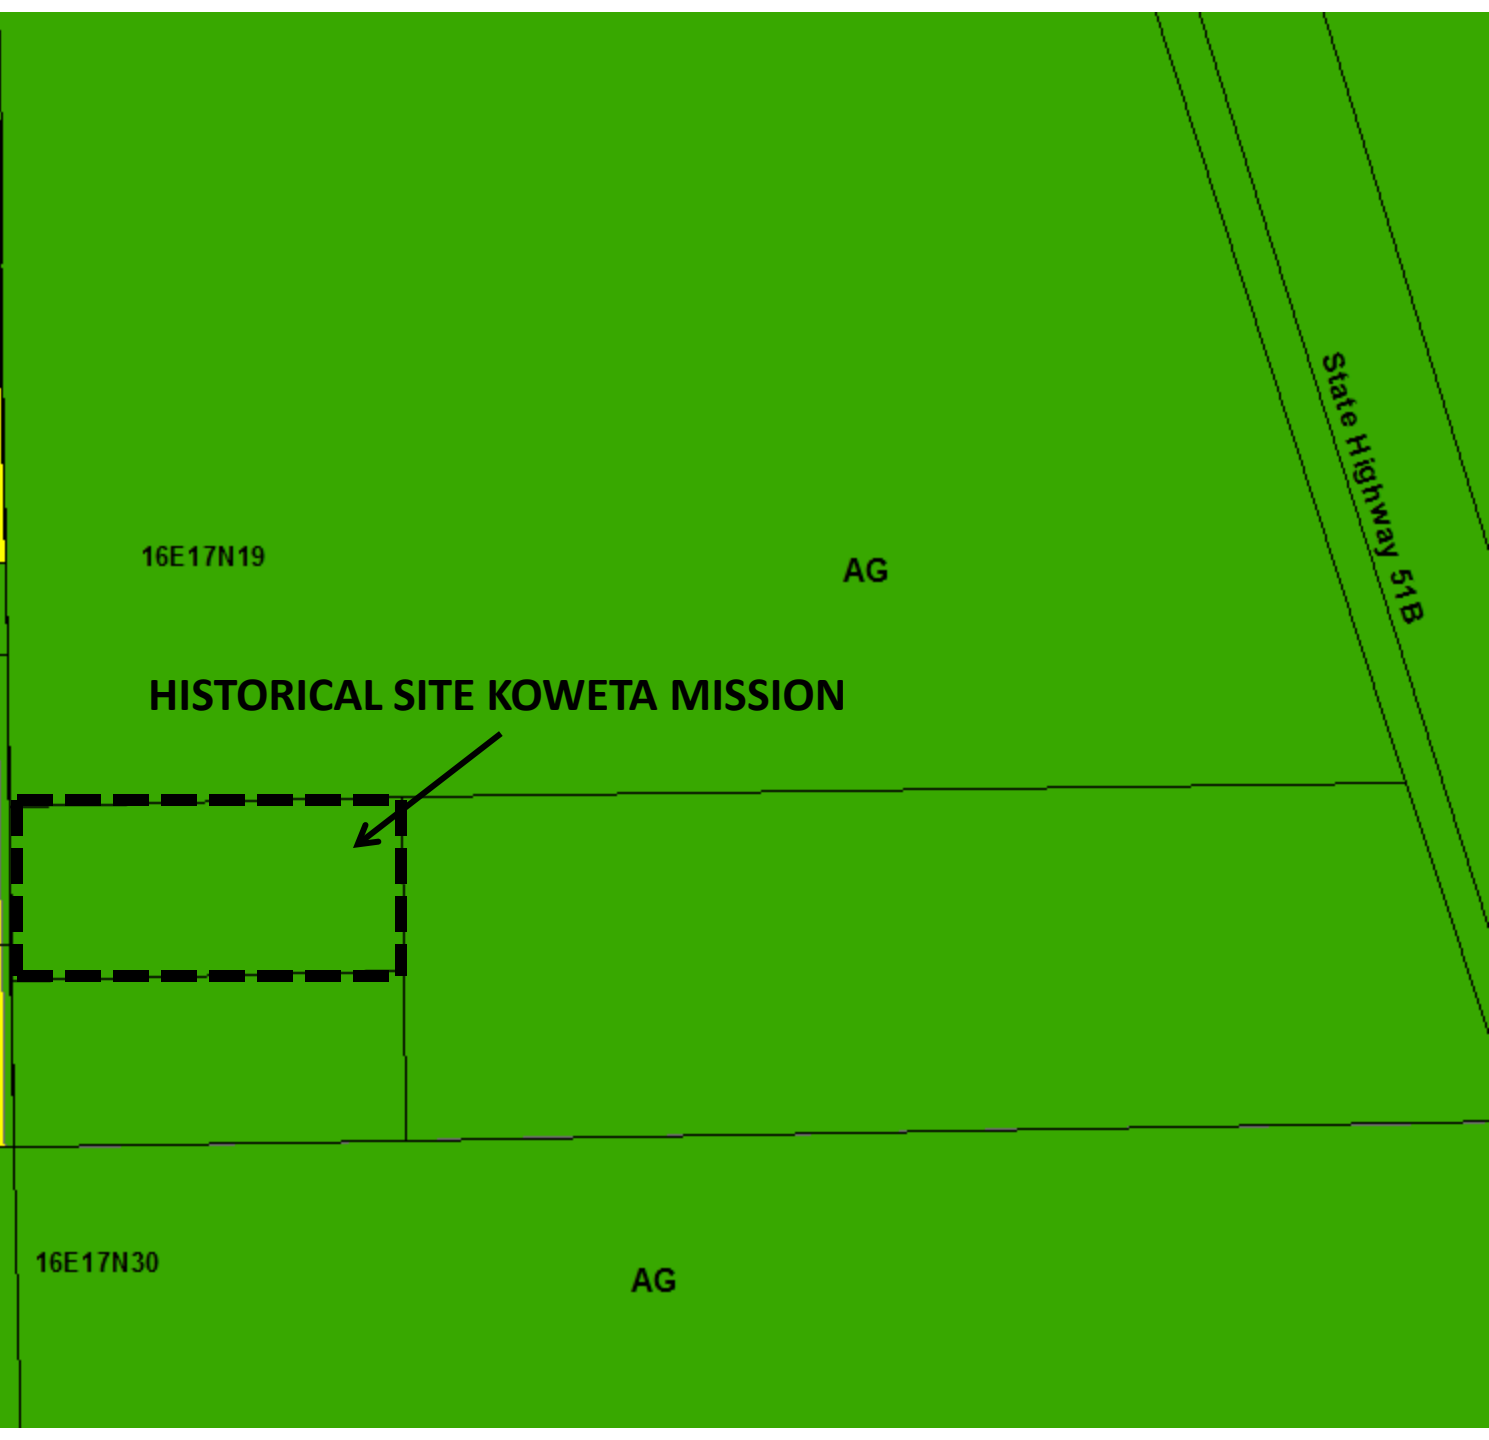 State Highway 51B
16E17N19
AG
HISTORICAL SITE KOWETA MISSION
16E17N30
AG